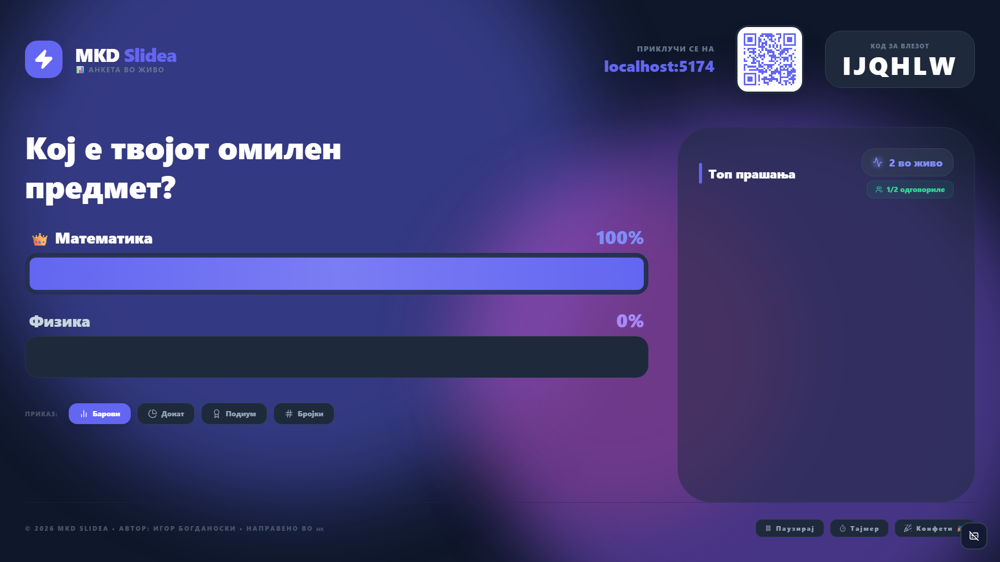 MKD Slidea
📊 АНКЕТА ВО ЖИВО
ПРИКЛУЧИ СЕ НА
localhost:5174
КОД ЗА ВЛЕЗОТ
IJQHLW
Кој е твојот омилен
предмет?
👑 Математика
100%
Физика
0%
ПРИКАЗ:
Барови
Донат
Подиум
Бројки
Топ прашања
2 во живо
1/2 одговориле
© 2026 MKD SLIDEA • АВТОР: ИГОР БОГДАНОСКИ • НАПРАВЕНО ВО MK
Паузирај
Тајмер
Конфети 🎉